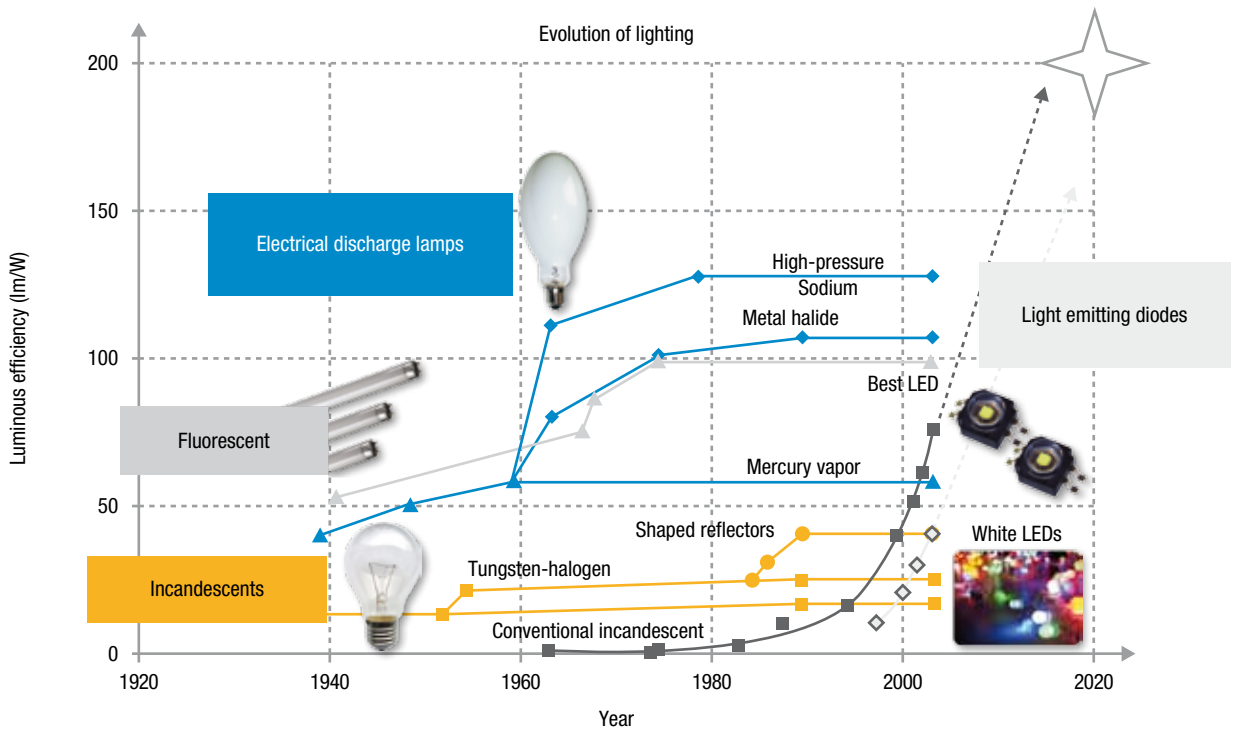 Evolution of lighting
Luminous efficiency (lm/W)
200
150
100
50
0
Electrical discharge lamps
High-pressure
Sodium
Metal halide
Light emitting diodes
Best LED
Fluorescent
Mercury vapor
Shaped reflectors
White LEDs
Tungsten-halogen
Incandescents
Conventional incandescent
1920
1940
1960
1980
2000
2020
Year